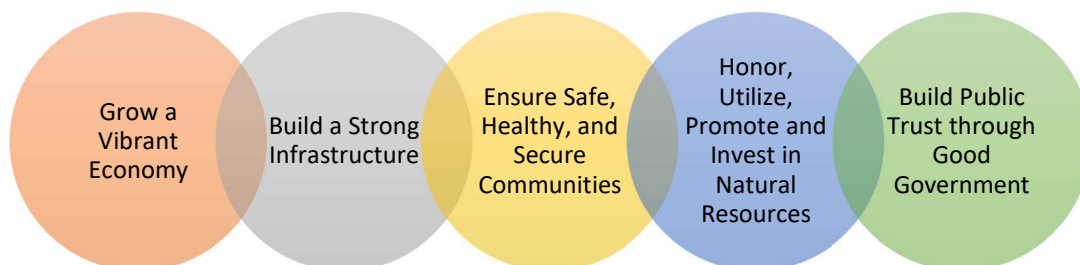 Grow a
Vibrant
Economy
Build a Strong
Infrastructure
Ensure Safe,
Healthy, and
Secure
Communities
Honor,
Utilize,
Promote and
Invest in
Natural
Resources
Build Public
Trust through
Good
Government